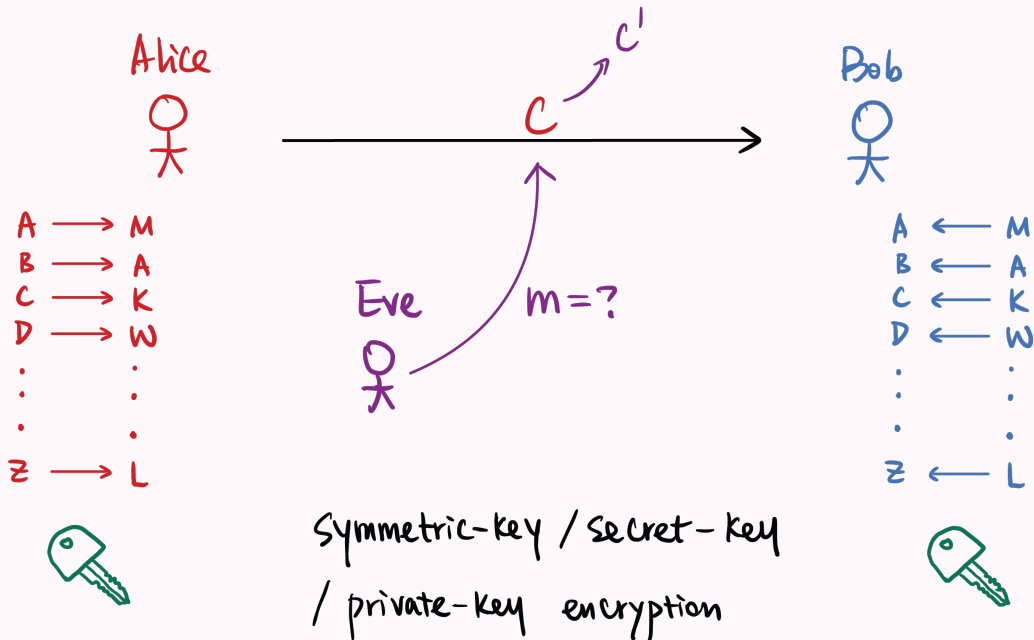 Alice
C'
Bob
C
A → M
B → A
C → K
D → W
Z → L
Eve
m = ?
A ← M
B ← A
C ← K
D ← W
Z ← L
Symmetric-key / secret-key
/ private-key encryption